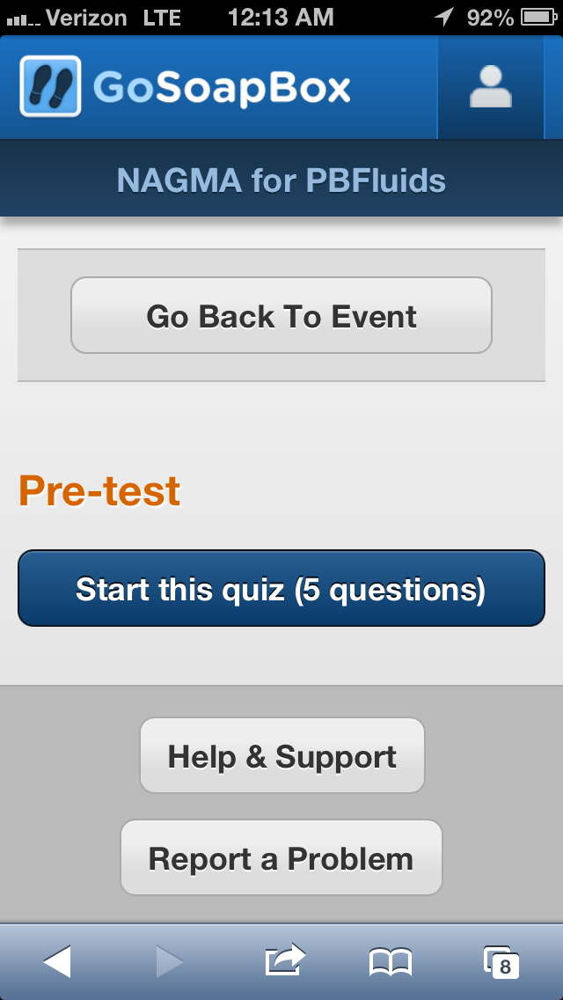 Verizon LTE 12:13 AM 92%
GoSoapBox
NAGMA for PBFluids
Go Back To Event
Pre-test
Start this quiz (5 questions)
Help & Support
Report a Problem
8